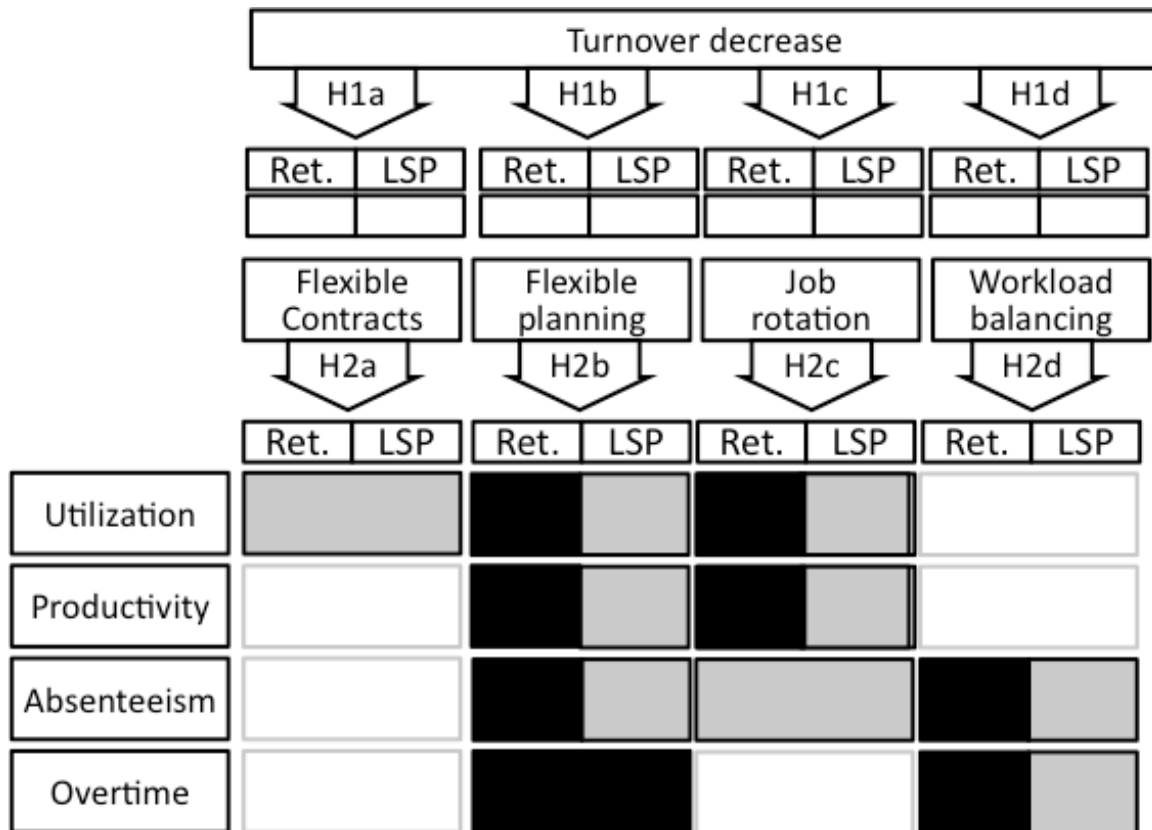 Turnover decrease
H1a H1b H1c H1d
Ret. LSP Ret. LSP Ret. LSP Ret. LSP
Flexible Contracts Flexible planning Job rotation Workload balancing
H2a H2b H2c H2d
Ret. LSP Ret. LSP Ret. LSP Ret. LSP
Utilization
Productivity
Absenteeism
Overtime